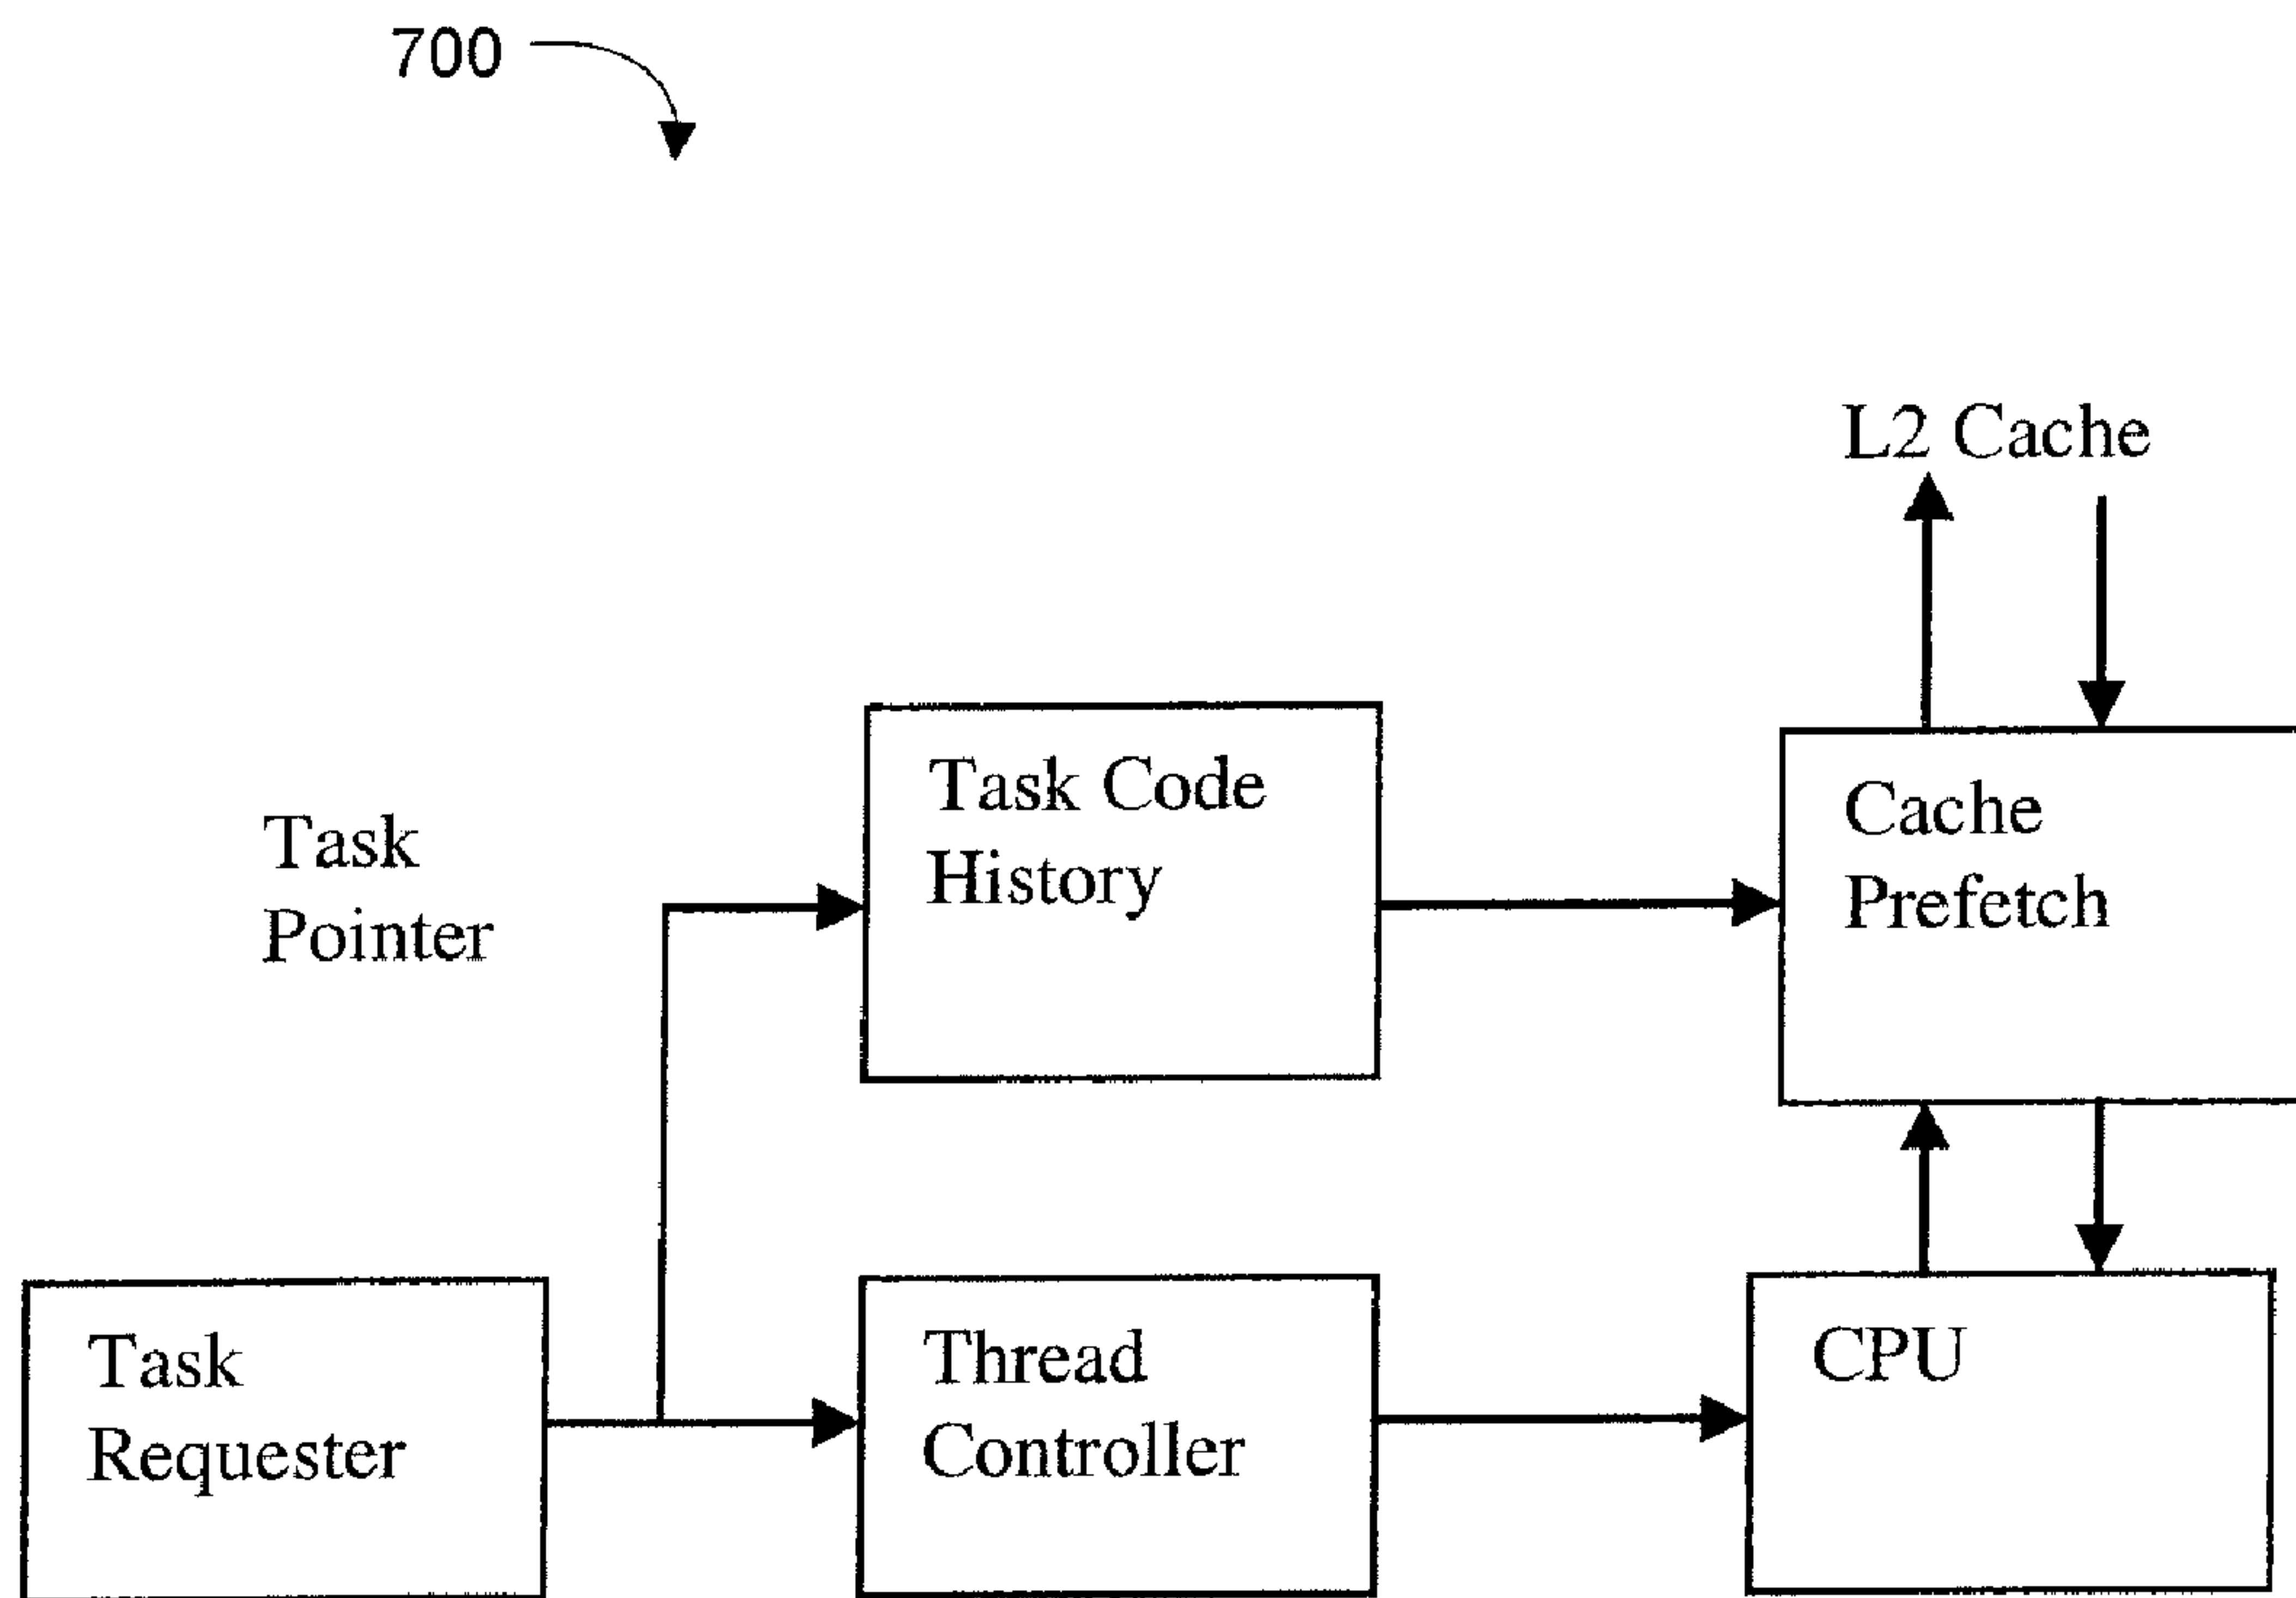 700
L2 Cache
Task Code
History
Cache
Prefetch
Task
Pointer
Task
Requester
Thread
Controller
CPU